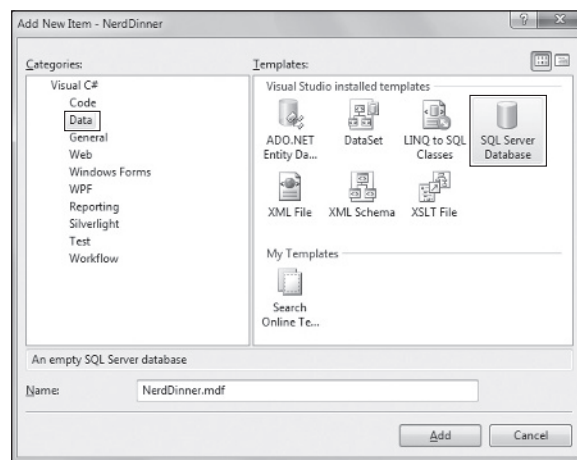 Add New Item - NerdDinner
Categories:
Visual C#
Code
Data
General
Web
Windows Forms
WPF
Reporting
Silverlight
Test
Workflow
Templates:
Visual Studio installed templates
ADO.NET
Entity Da...
DataSet
LINQ to SQL
Classes
SQL Server
Database
XML File
XML Schema
XSLT File
My Templates
Search
Online Te...
An empty SQL Server database
Name:
NerdDinner.mdf
Add
Cancel